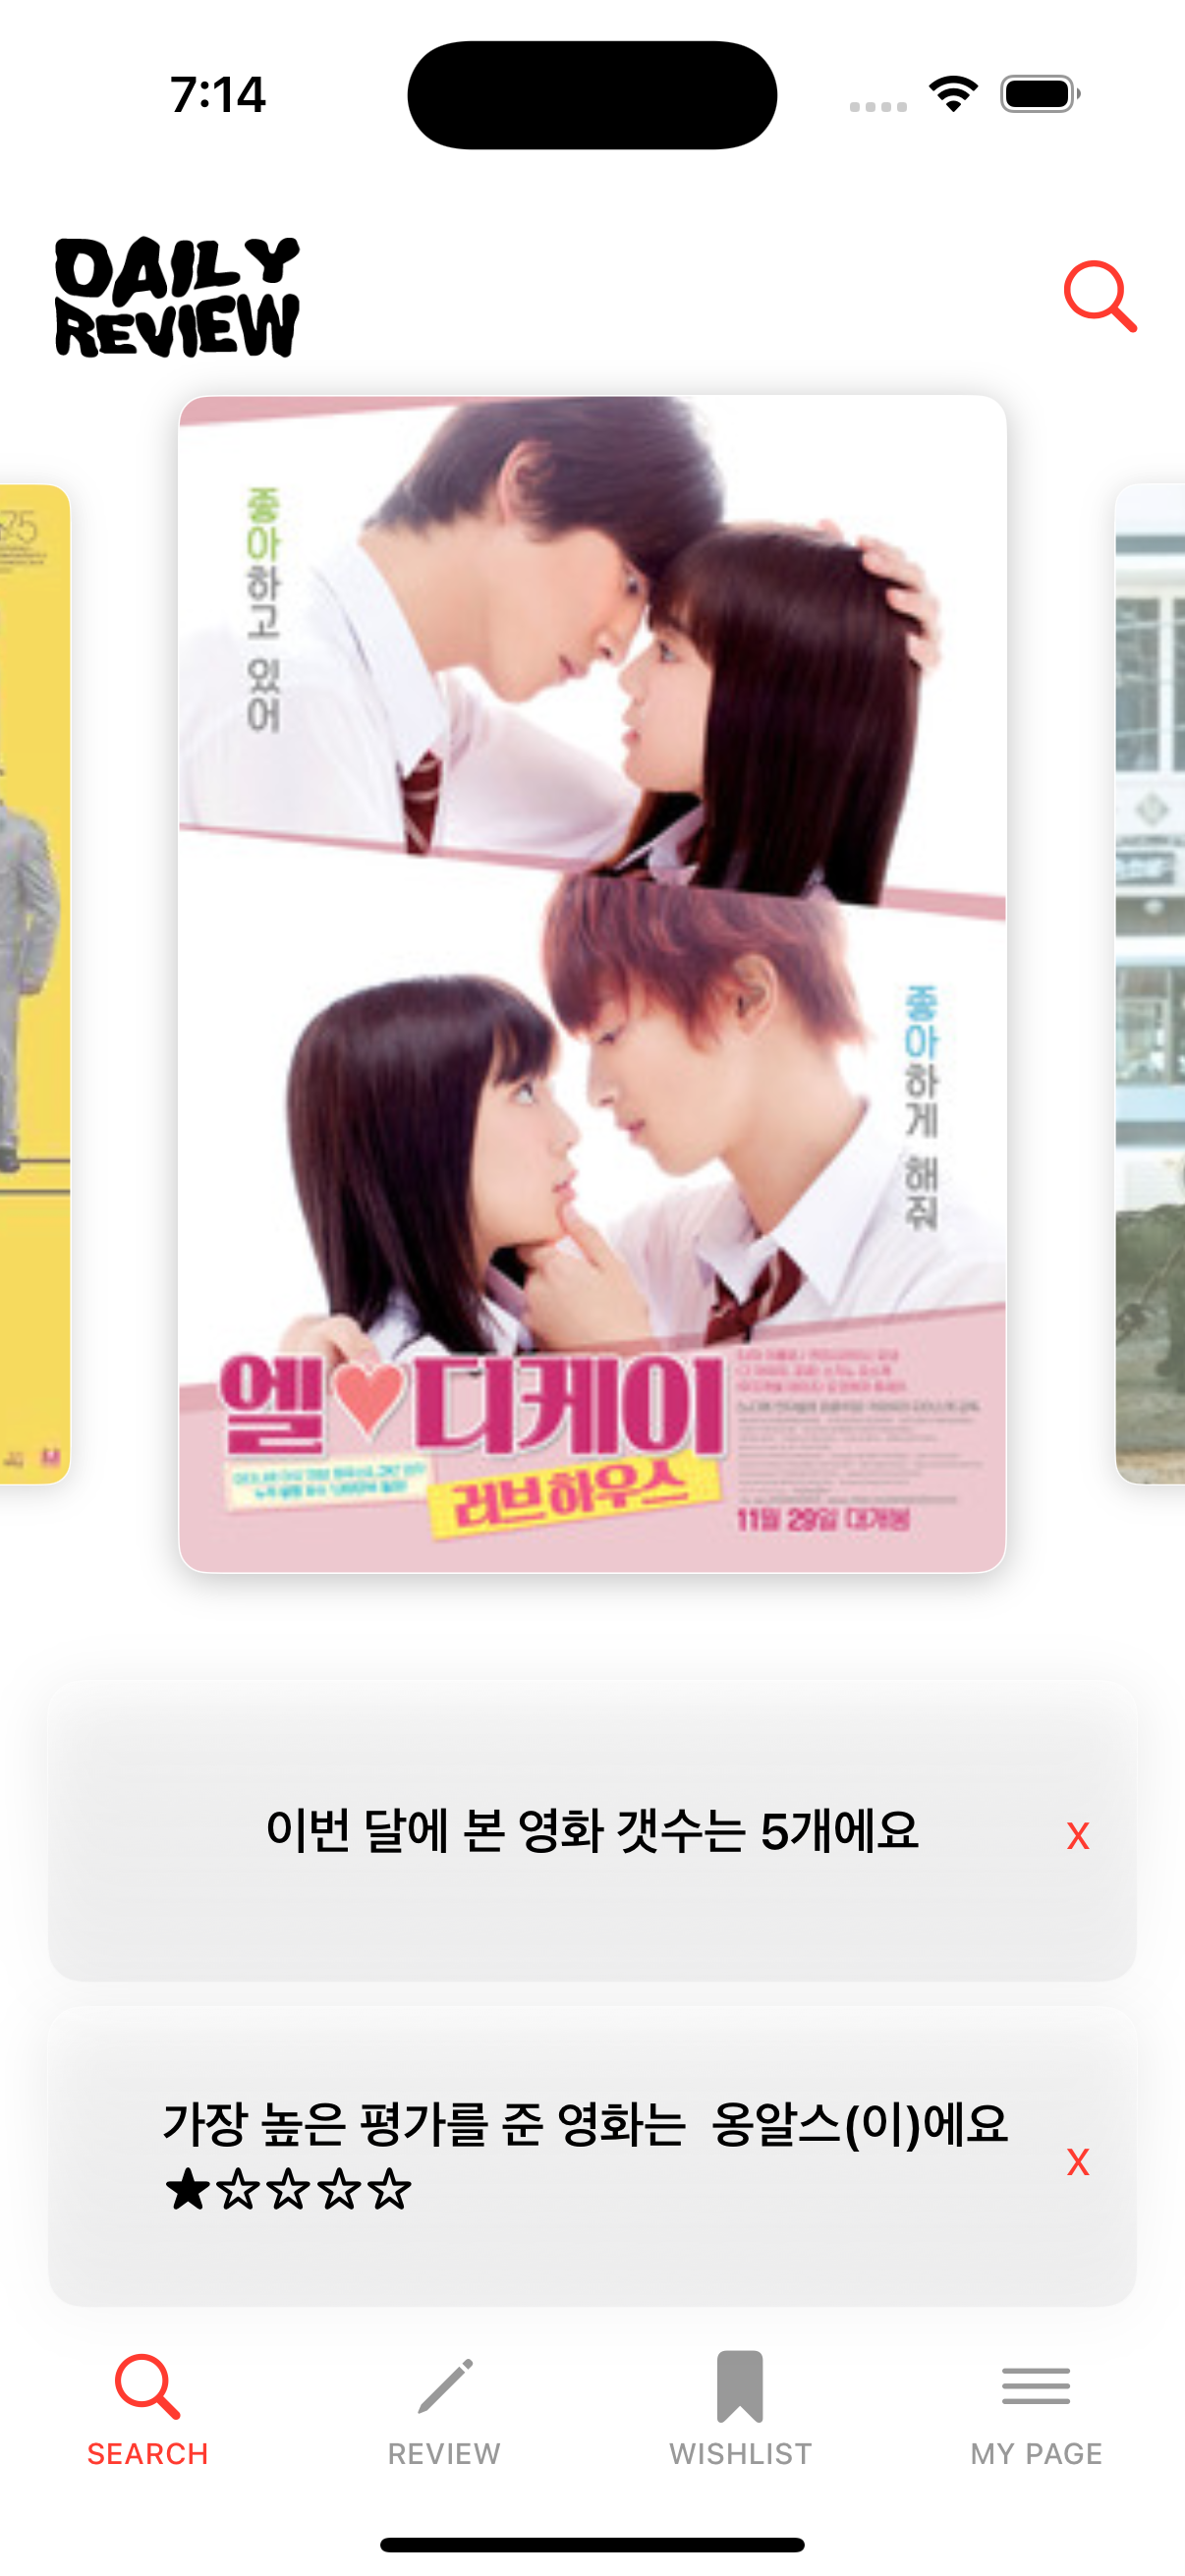 7:14
DAILY
REVIEW
75
좋아하고 있어
좋아하게 해줘
엘♥디케이
러브하우스
11월 29일 대개봉
이번 달에 본 영화 갯수는 5개에요
x
가장 높은 평가를 준 영화는 옹알스(이)에요
★☆☆☆☆
x
SEARCH
REVIEW
WISHLIST
MY PAGE